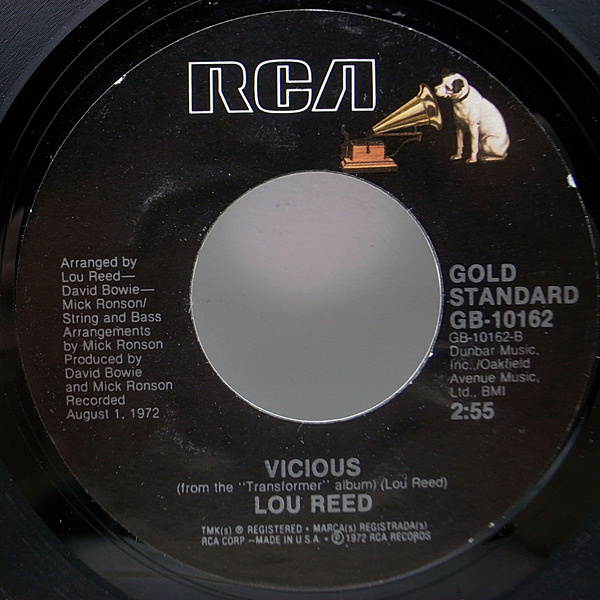 RCA
Arranged by
Lou Reed—
David Bowie—
Mick Ronson/
String and Bass
Arrangements
by Mick Ronson
Produced by
David Bowie
and Mick Ronson
Recorded
August 1, 1972
GOLD
STANDARD
GB-10162
GB-10162-B
Dunbar Music,
Inc./Oakfield
Avenue Music,
Ltd., BMI
2:55
VICIOUS
(from the "Transformer" album) (Lou Reed)
LOU REED
TMK(s) ® REGISTERED • MARCA(s) REGISTRADA(s)
RCA CORP —MADE IN U.S.A. • ℗ 1972 RCA RECORDS